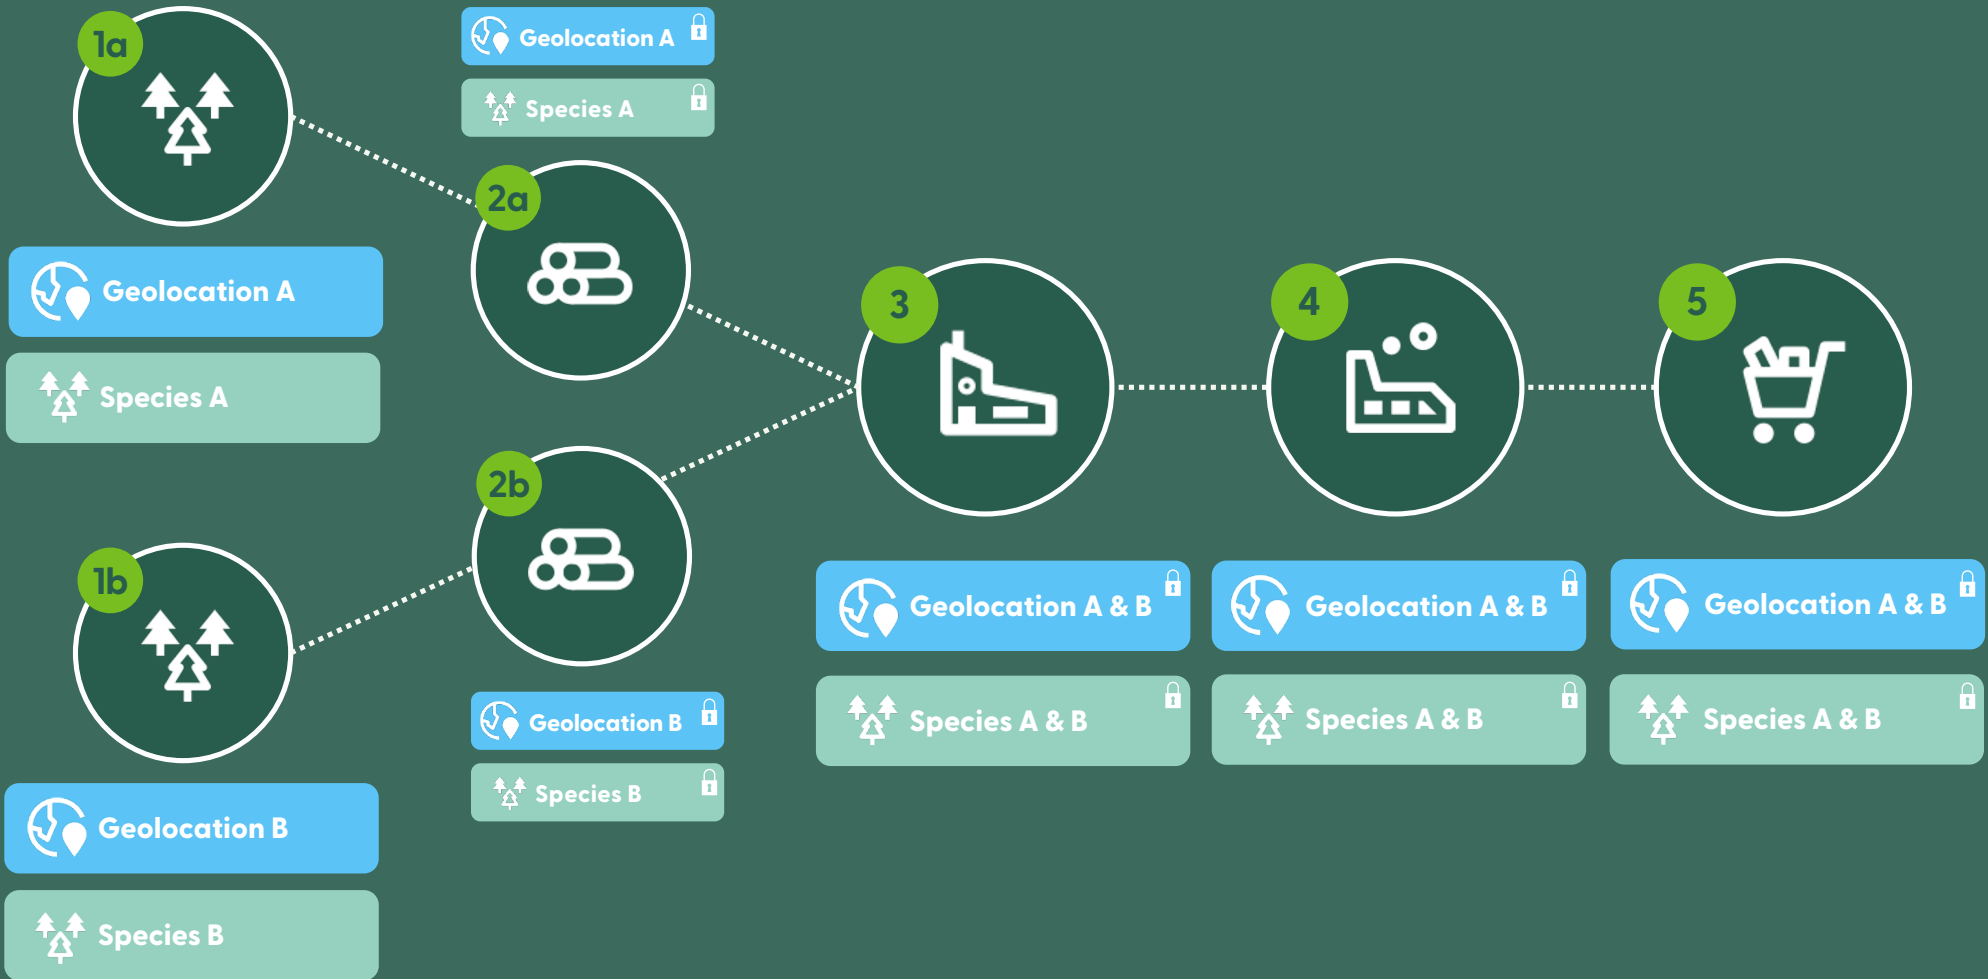 1a
Geolocation A
Species A
Geolocation A
Species A
2a
1b
Geolocation B
Species B
2b
Geolocation B
Species B
3
Geolocation A & B
Species A & B
4
Geolocation A & B
Species A & B
5
Geolocation A & B
Species A & B